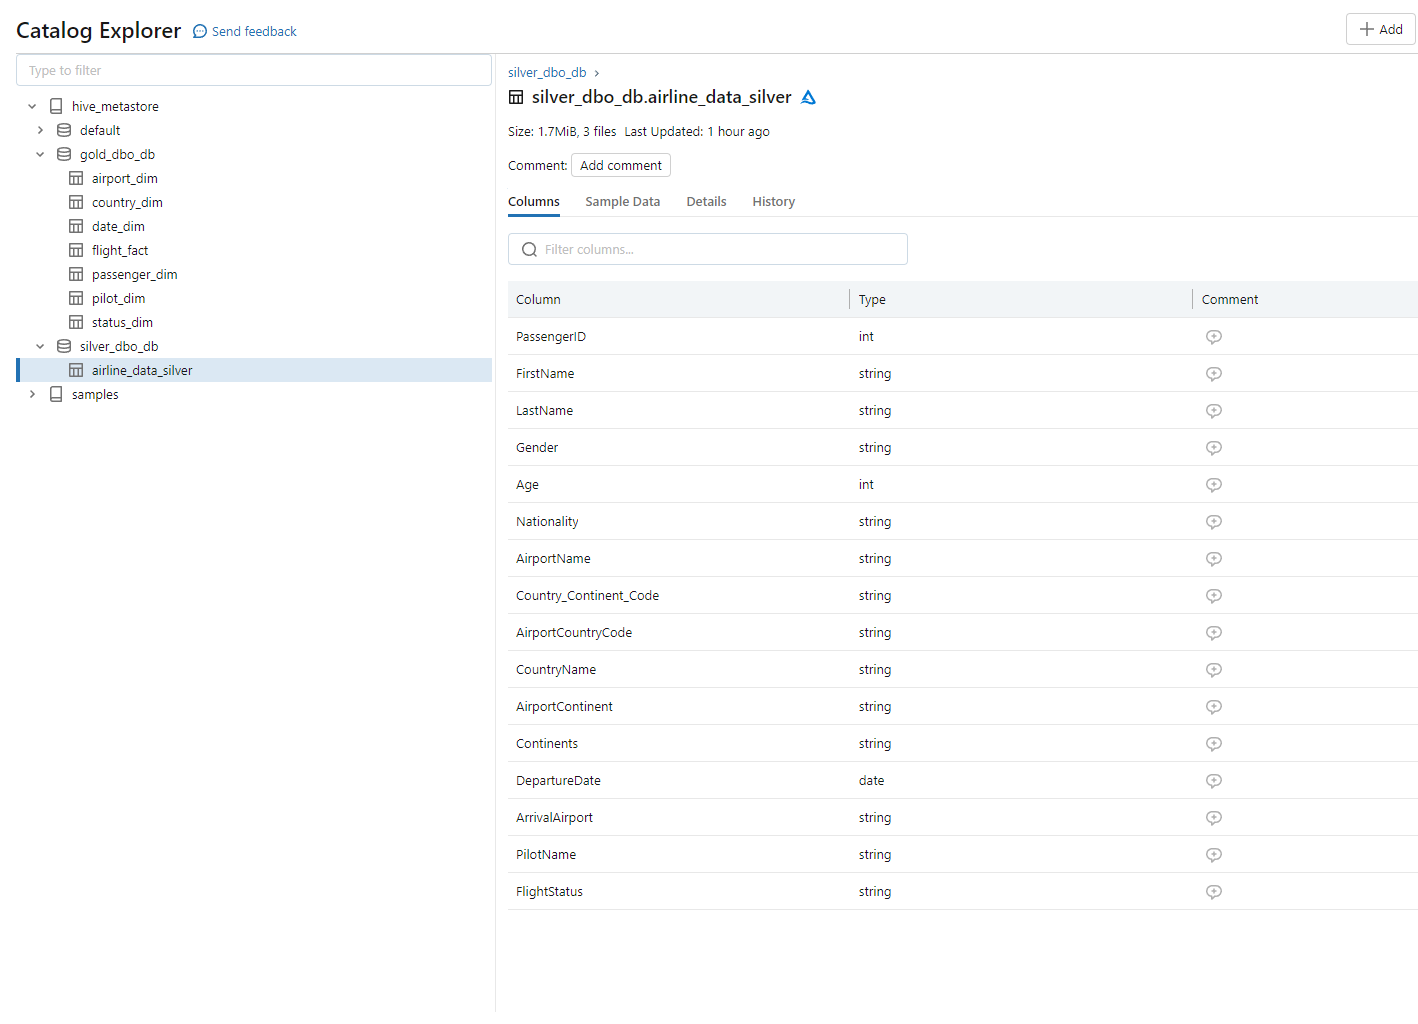 Catalog Explorer Send feedback
Add
Type to filter
hive_metastore
default
gold_dbo_db
airport_dim
country_dim
date_dim
flight_fact
passenger_dim
pilot_dim
status_dim
silver_dbo_db
airline_data_silver
samples
silver_dbo_db
silver_dbo_db.airline_data_silver
Size: 1.7MiB, 3 files Last Updated: 1 hour ago
Comment: Add comment
Columns Sample Data Details History
Filter columns...
Column Type Comment
PassengerID int
FirstName string
LastName string
Gender string
Age int
Nationality string
AirportName string
Country_Continent_Code string
AirportCountryCode string
CountryName string
AirportContinent string
Continents string
DepartureDate date
ArrivalAirport string
PilotName string
FlightStatus string